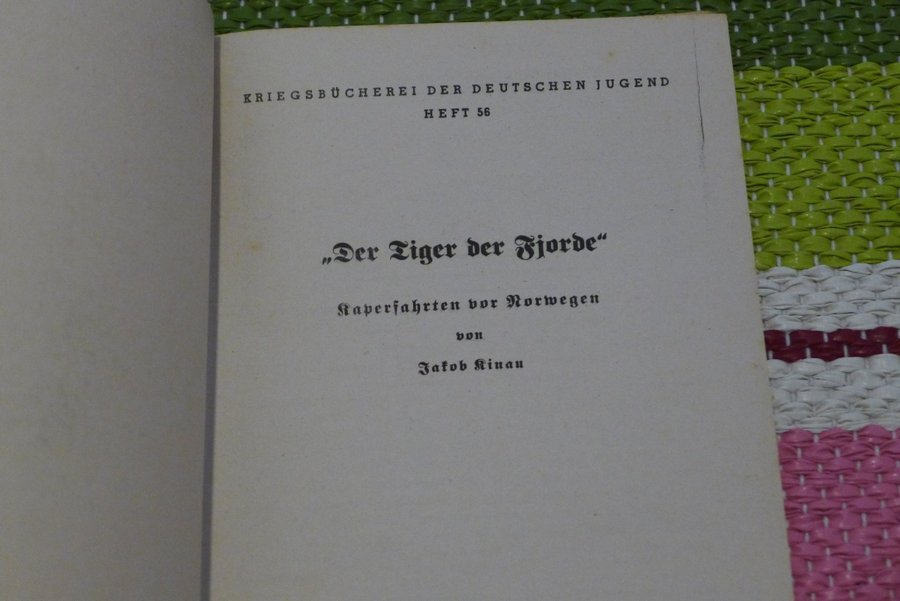 KRIEGSBÜCHEREI DER DEUTSCHEN JUGEND
HEFT 56
„Der Tiger der Fjorde“
Kaperfahrten vor Norwegen
von
Jakob Kinau